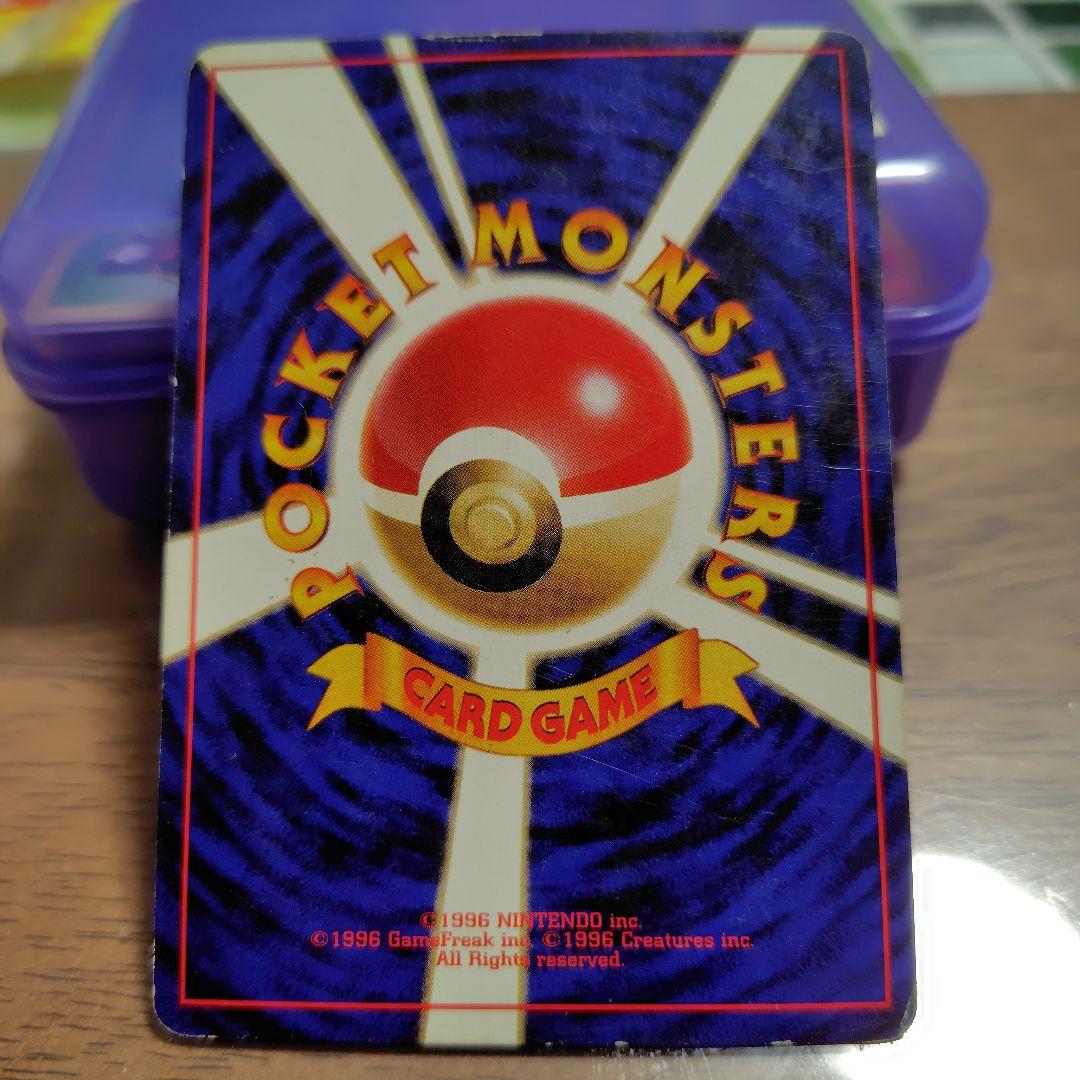 POCKET MONSTERS
CARD GAME
©1996 NINTENDO inc.
©1996 GameFreak inc. ©1996 Creatures inc.
All Rights reserved.